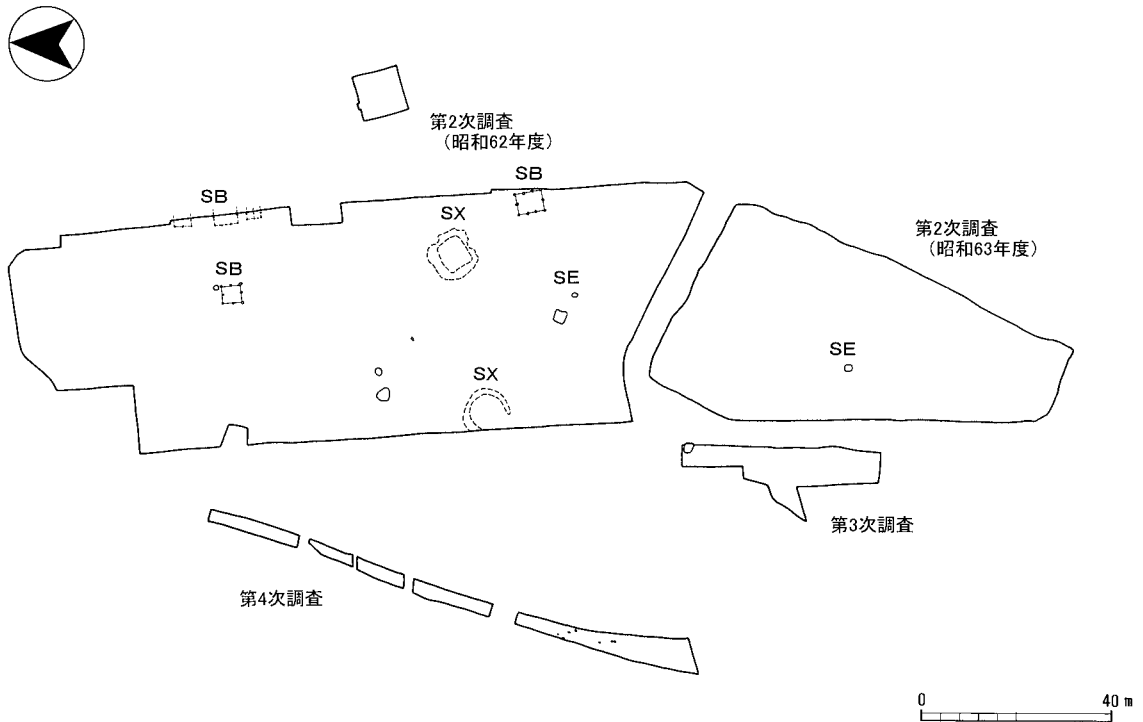 第2次調査
（昭和62年度）
SB
SB
SX
第2次調査
（昭和63年度）
SB
SE
SE
SX
第3次調査
第4次調査
0
40 m